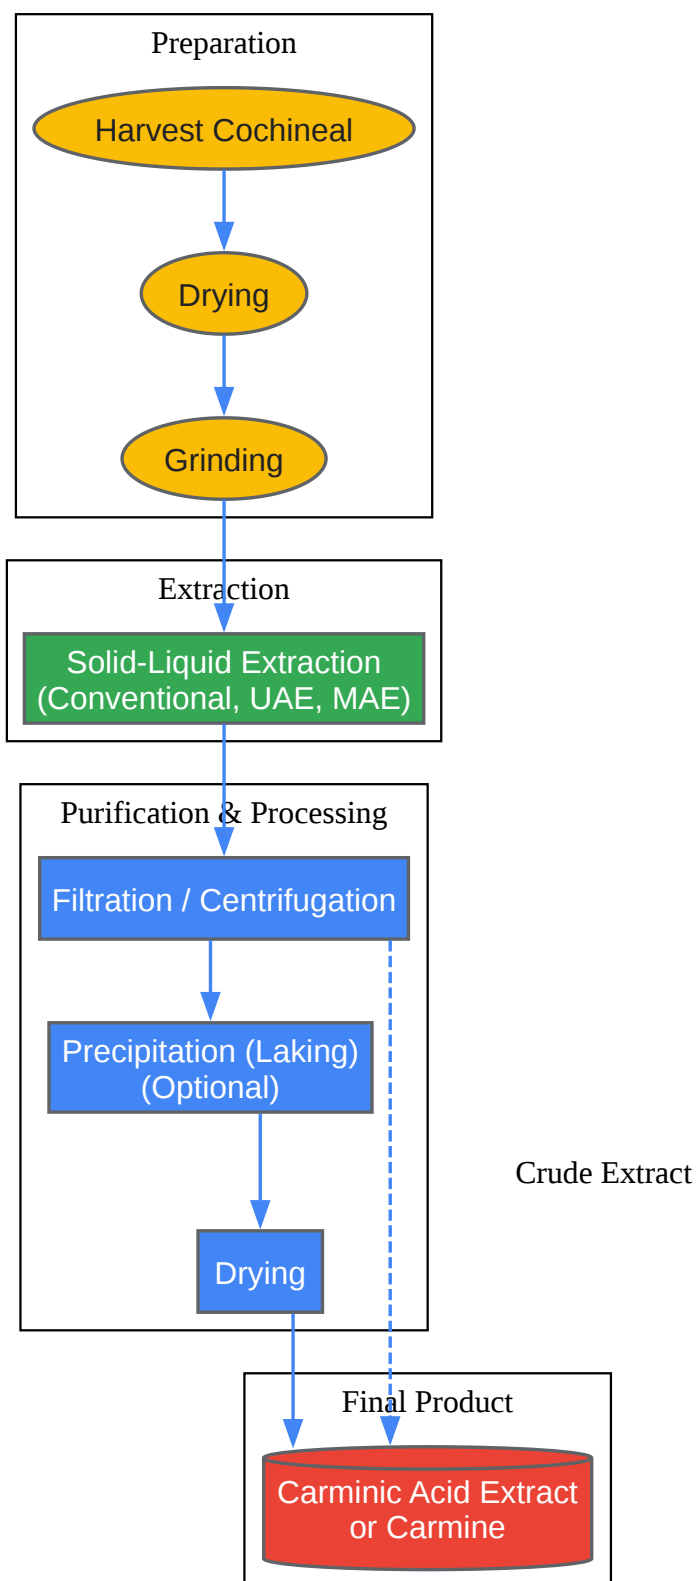 Preparation
Harvest Cochineal
Drying
Grinding
Extraction
Solid-Liquid Extraction
(Conventional, UAE, MAE)
Purification & Processing
Filtration / Centrifugation
Precipitation (Laking)
(Optional)
Crude Extract
Drying
Final Product
Carminic Acid Extract
or Carmine